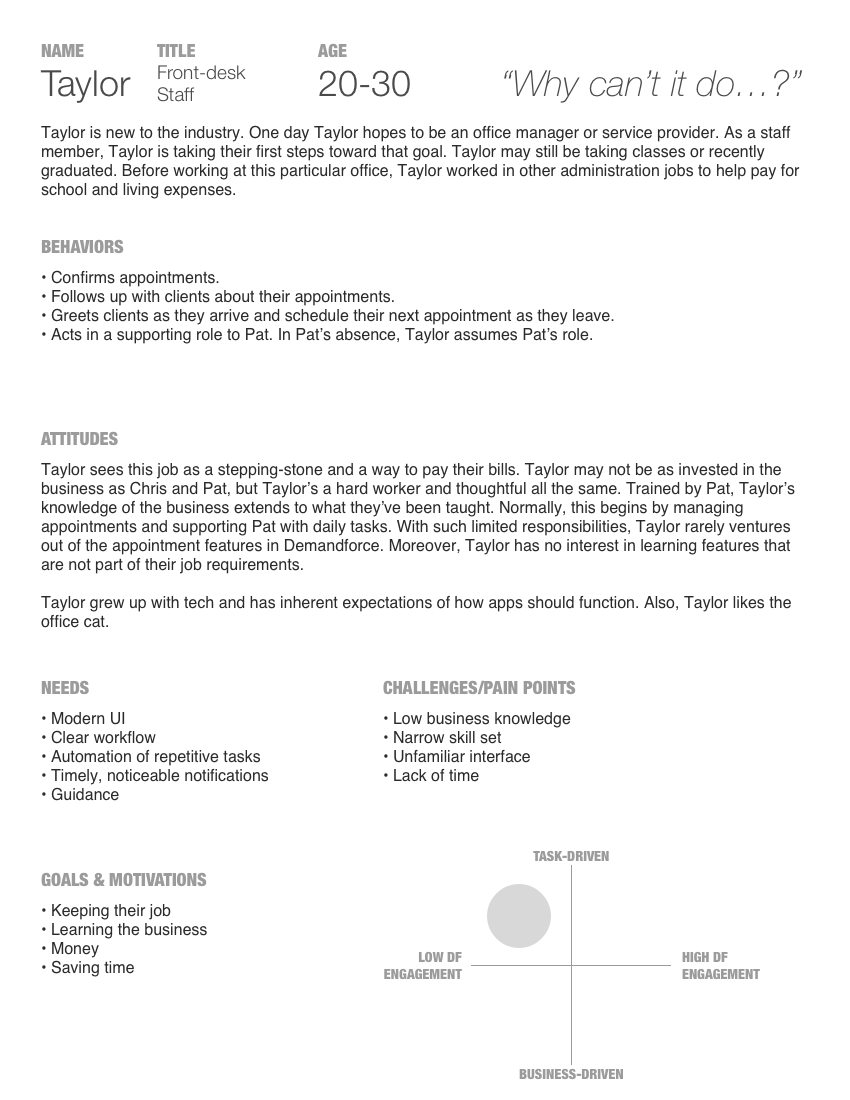 NAME
TITLE
AGE
Taylor
Front-desk
Staff
20-30
“Why can’t it do…?”
Taylor is new to the industry. One day Taylor hopes to be an office manager or service provider. As a staff
member, Taylor is taking their first steps toward that goal. Taylor may still be taking classes or recently
graduated. Before working at this particular office, Taylor worked in other administration jobs to help pay for
school and living expenses.
BEHAVIORS
• Confirms appointments.
• Follows up with clients about their appointments.
• Greets clients as they arrive and schedule their next appointment as they leave.
• Acts in a supporting role to Pat. In Pat’s absence, Taylor assumes Pat’s role.
ATTITUDES
Taylor sees this job as a stepping-stone and a way to pay their bills. Taylor may not be as invested in the
business as Chris and Pat, but Taylor’s a hard worker and thoughtful all the same. Trained by Pat, Taylor’s
knowledge of the business extends to what they’ve been taught. Normally, this begins by managing
appointments and supporting Pat with daily tasks. With such limited responsibilities, Taylor rarely ventures
out of the appointment features in Demandforce. Moreover, Taylor has no interest in learning features that
are not part of their job requirements.
Taylor grew up with tech and has inherent expectations of how apps should function. Also, Taylor likes the
office cat.
NEEDS
• Modern UI
• Clear workflow
• Automation of repetitive tasks
• Timely, noticeable notifications
• Guidance
CHALLENGES/PAIN POINTS
• Low business knowledge
• Narrow skill set
• Unfamiliar interface
• Lack of time
GOALS & MOTIVATIONS
• Keeping their job
• Learning the business
• Money
• Saving time
TASK-DRIVEN
LOW DF
ENGAGEMENT
HIGH DF
ENGAGEMENT
BUSINESS-DRIVEN